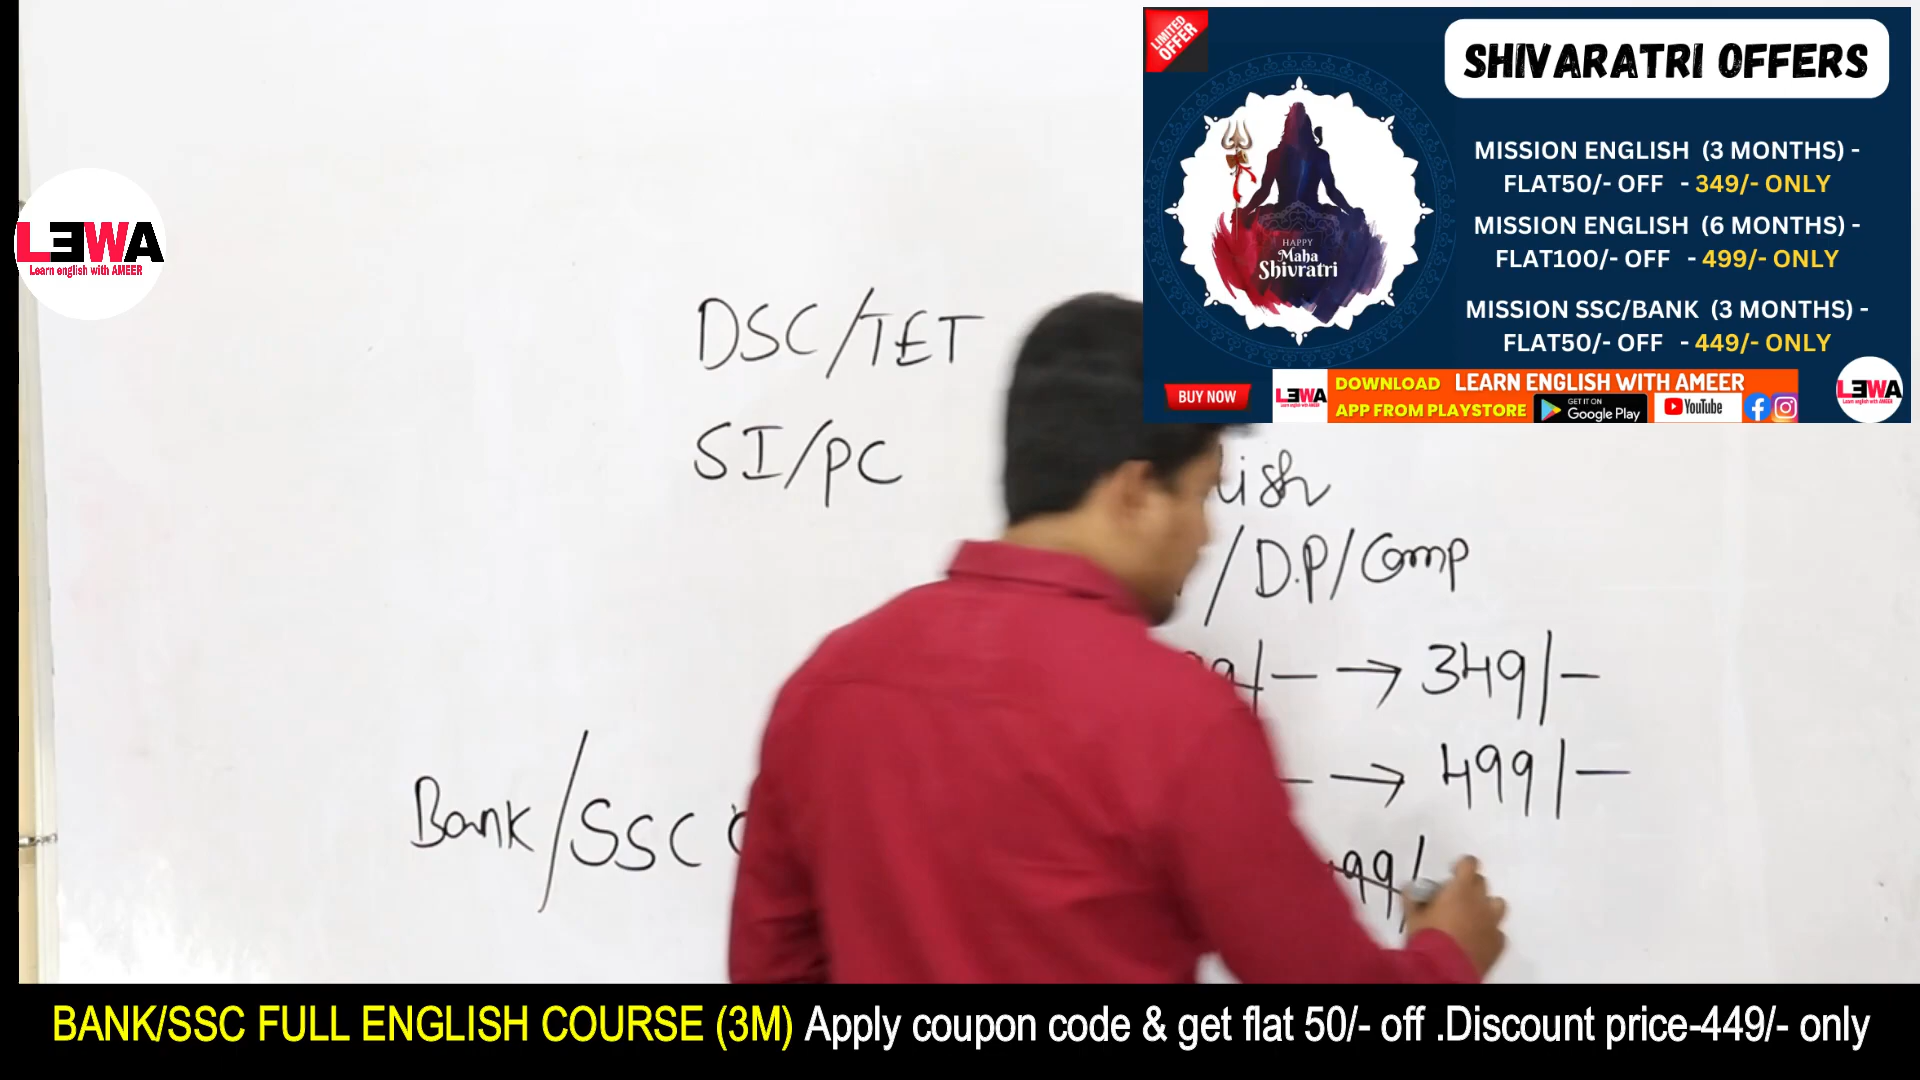 LIMITED
OFFER
SHIVARATRI OFFERS
MISSION ENGLISH (3 MONTHS) -
FLAT50/- OFF - 349/- ONLY
MISSION ENGLISH (6 MONTHS) -
FLAT100/- OFF - 499/- ONLY
MISSION SSC/BANK (3 MONTHS) -
FLAT50/- OFF - 449/- ONLY
HAPPY
Maha
Shivratri
BUY NOW
LEWA
DOWNLOAD LEARN ENGLISH WITH AMEER
APP FROM PLAYSTORE
GET IT ON
Google Play
YouTube
LEWA
LEWA
Learn english with AMEER
DSC/TET
SI/PC
/D.P/Comp
→ 349/-
→ 499/-
Bank/SSC
BANK/SSC FULL ENGLISH COURSE (3M) Apply coupon code & get flat 50/- off .Discount price-449/- only